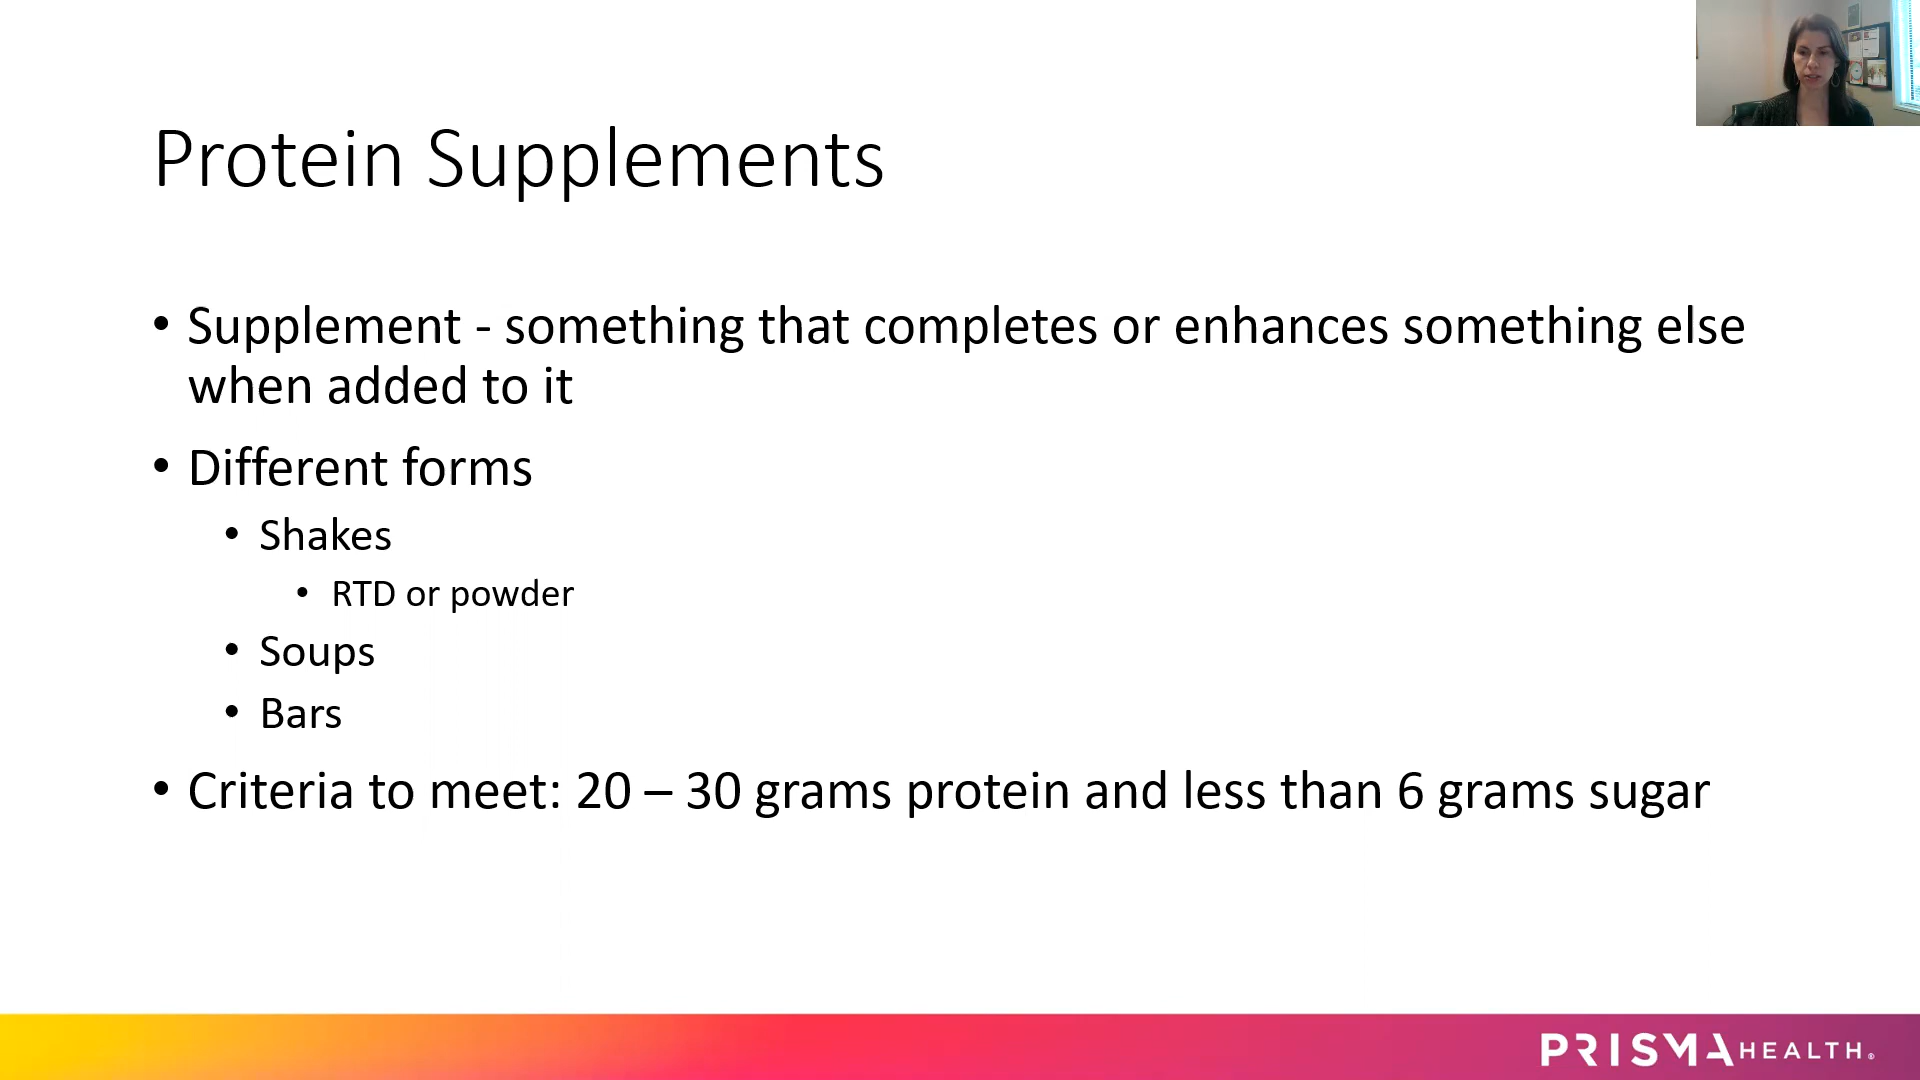 Protein Supplements
• Supplement - something that completes or enhances something else
when added to it
• Different forms
• Shakes
• RTD or powder
• Soups
• Bars
• Criteria to meet: 20 – 30 grams protein and less than 6 grams sugar
PRISMA HEALTH®